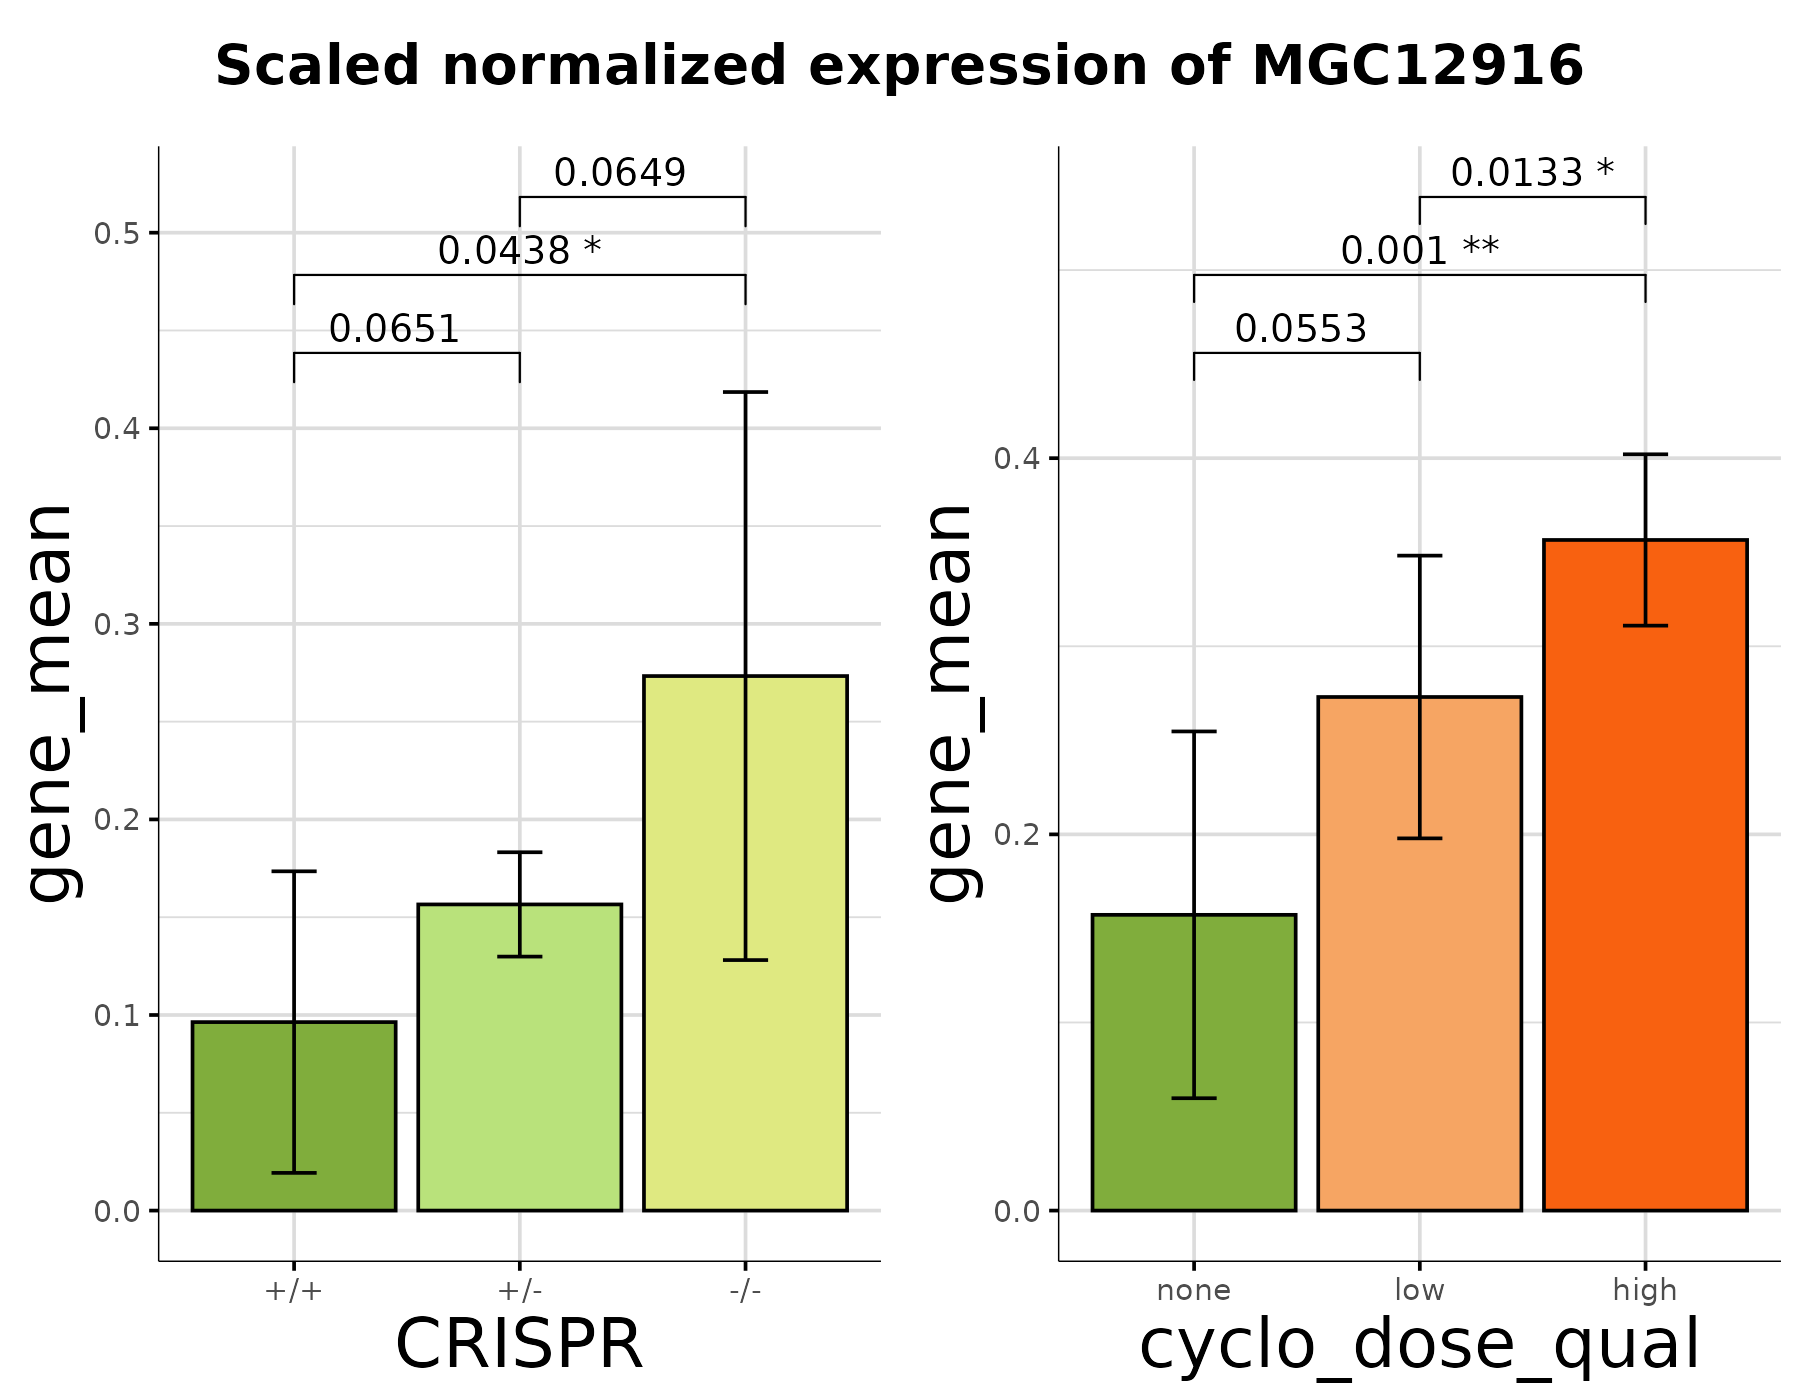 Scaled normalized expression of MGC12916
gene_mean
0.5
0.4
0.3
0.2
0.1
0.0
0.0649
0.0438 *
0.0651
+/+ +/- -/-
CRISPR
gene_mean
0.4
0.2
0.0
0.0133 *
0.001 **
0.0553
none low high
cyclo_dose_qual